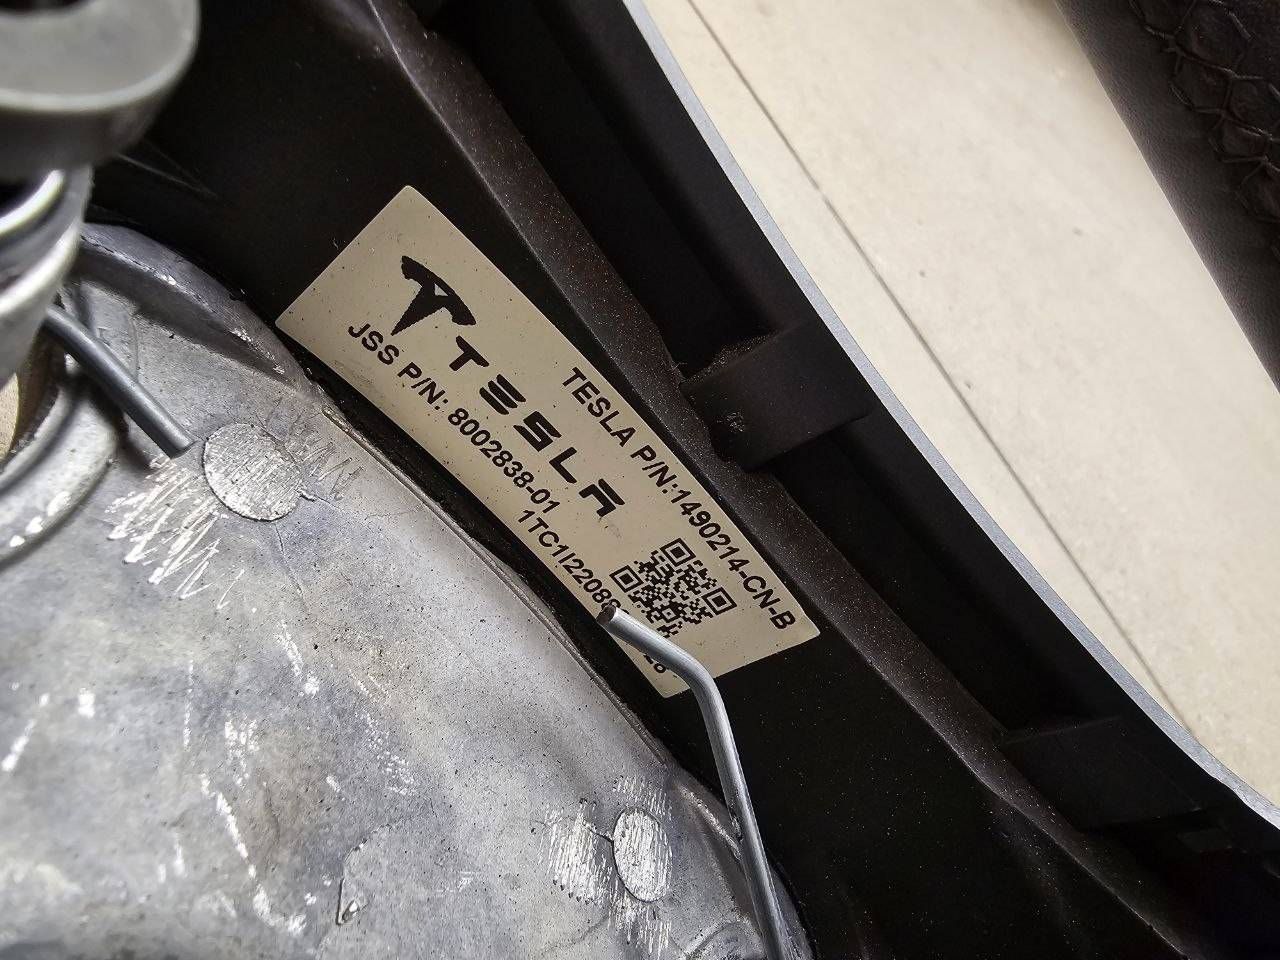 TESLA P/N:1490214-CN-B
TESLA
JSS P/N: 8002838-01